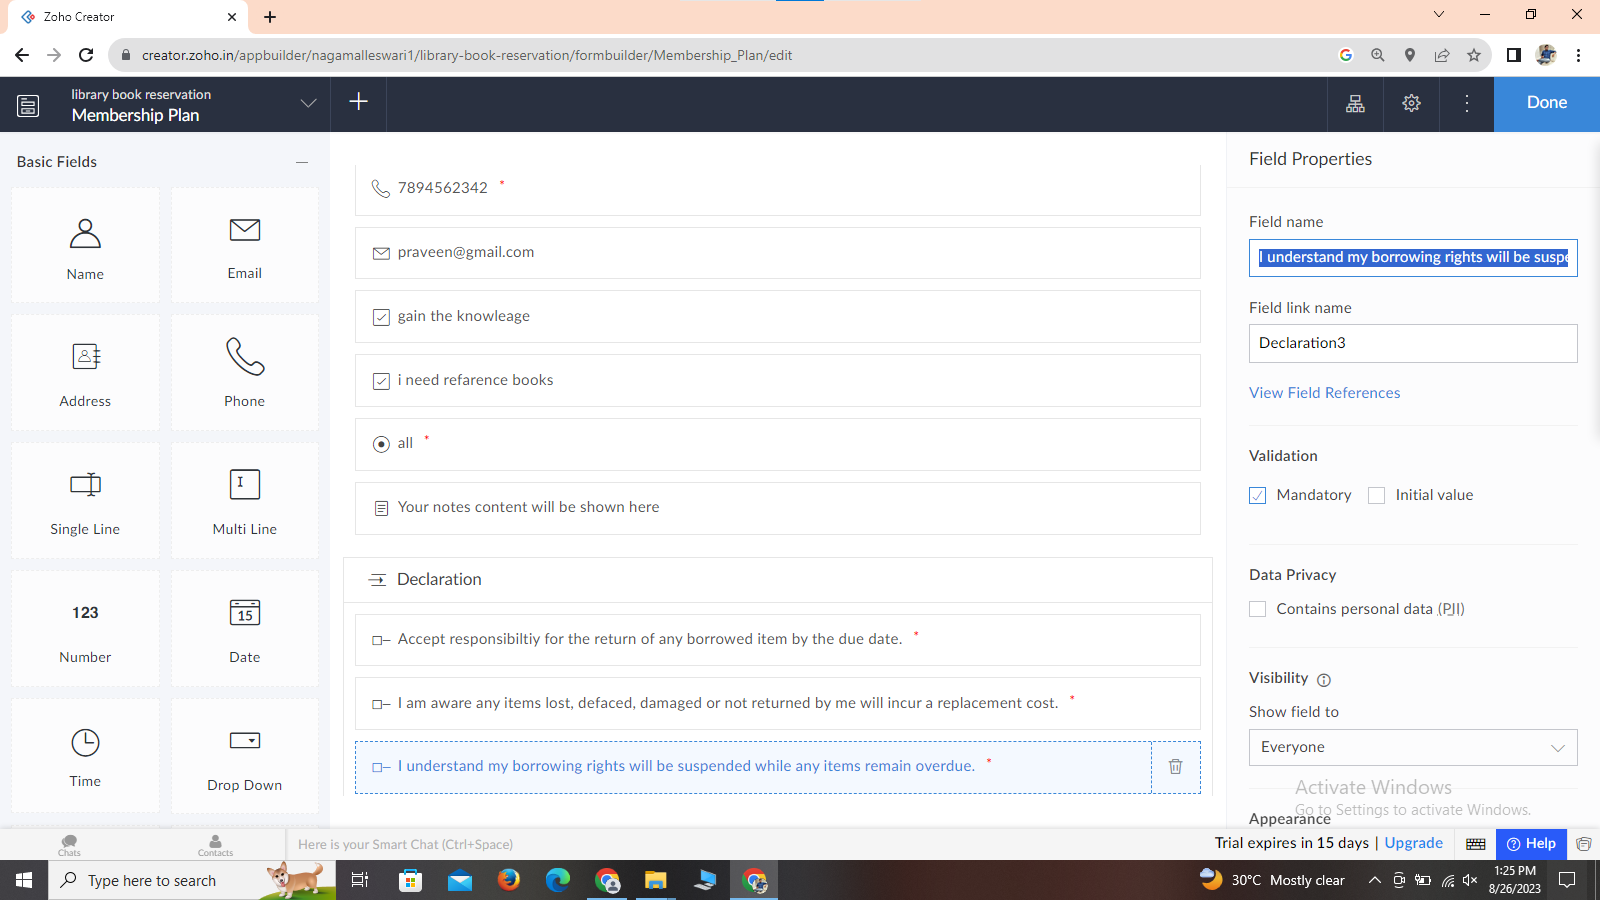 Zoho Creator
creator.zoho.in/appbuilder/nagamalleswari1/library-book-reservation/formbuilder/Membership_Plan/edit
library book reservation
Membership Plan
Done
Basic Fields
Name
Email
Address
Phone
Single Line
Multi Line
123
Number
15
Date
Time
Drop Down
7894562342 *
praveen@gmail.com
gain the knowleage
i need refarence books
all *
Your notes content will be shown here
Declaration
Accept responsibiltiy for the return of any borrowed item by the due date. *
I am aware any items lost, defaced, damaged or not returned by me will incur a replacement cost. *
I understand my borrowing rights will be suspended while any items remain overdue. *
Field Properties
Field name
I understand my borrowing rights will be suspe
Field link name
Declaration3
View Field References
Validation
Mandatory
Initial value
Data Privacy
Contains personal data (PII)
Visibility
Show field to
Everyone
Appearance
Activate Windows
Go to Settings to activate Windows.
Chats
Contacts
Here is your Smart Chat (Ctrl+Space)
Trial expires in 15 days | Upgrade
Help
Type here to search
30°C Mostly clear
1:25 PM
8/26/2023